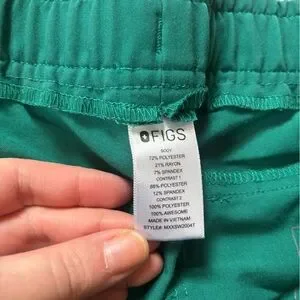 FIGS
BODY
72% POLYESTER
21% RAYON
7% SPANDEX
CONTRAST 1
88% POLYESTER
12% SPANDEX
CONTRAST 2
100% POLYESTER
100% AWESOME
MADE IN VIETNAM
STYLE# MXXSW2004T